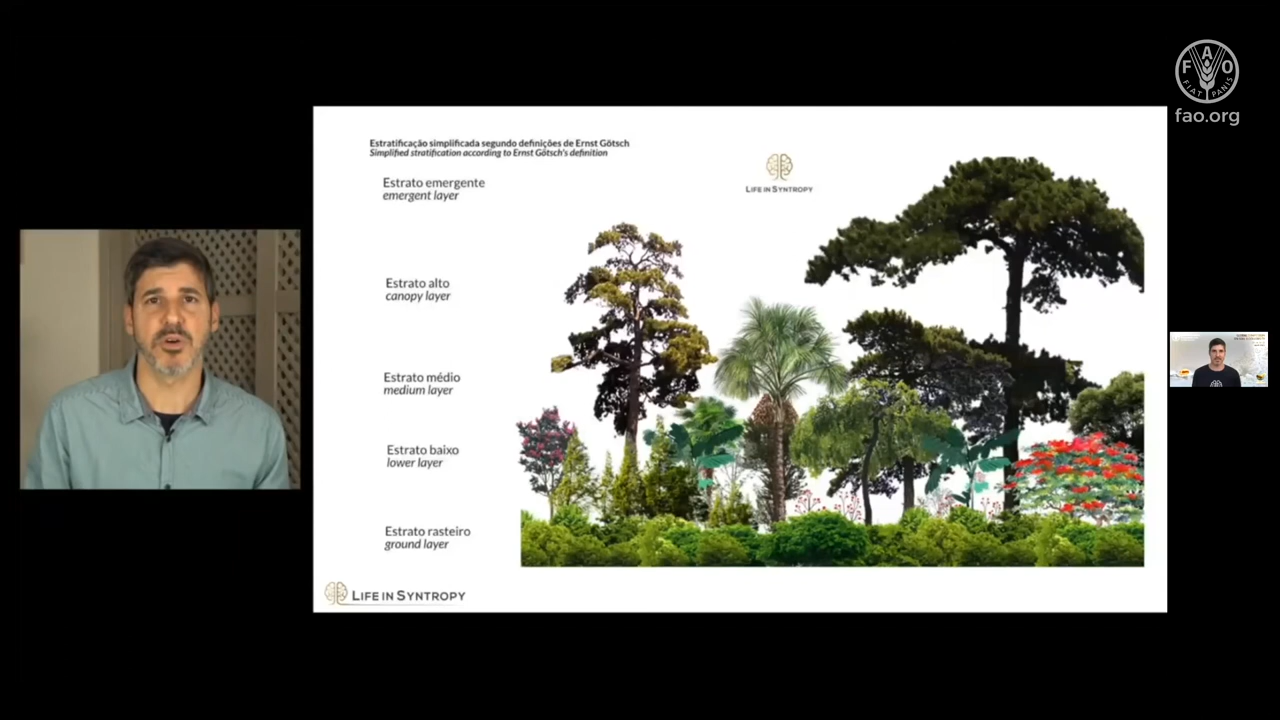 Estratificação simplificada segundo definições de Ernst Götsch
Simplified stratification according to Ernst Götsch's definition
Estrato emergente
emergent layer
Estrato alto
canopy layer
Estrato médio
medium layer
Estrato baixo
lower layer
Estrato rasteiro
ground layer
LIFE IN SYNTROPY
LIFE IN SYNTROPY
F A O
FIAT PANIS
fao.org